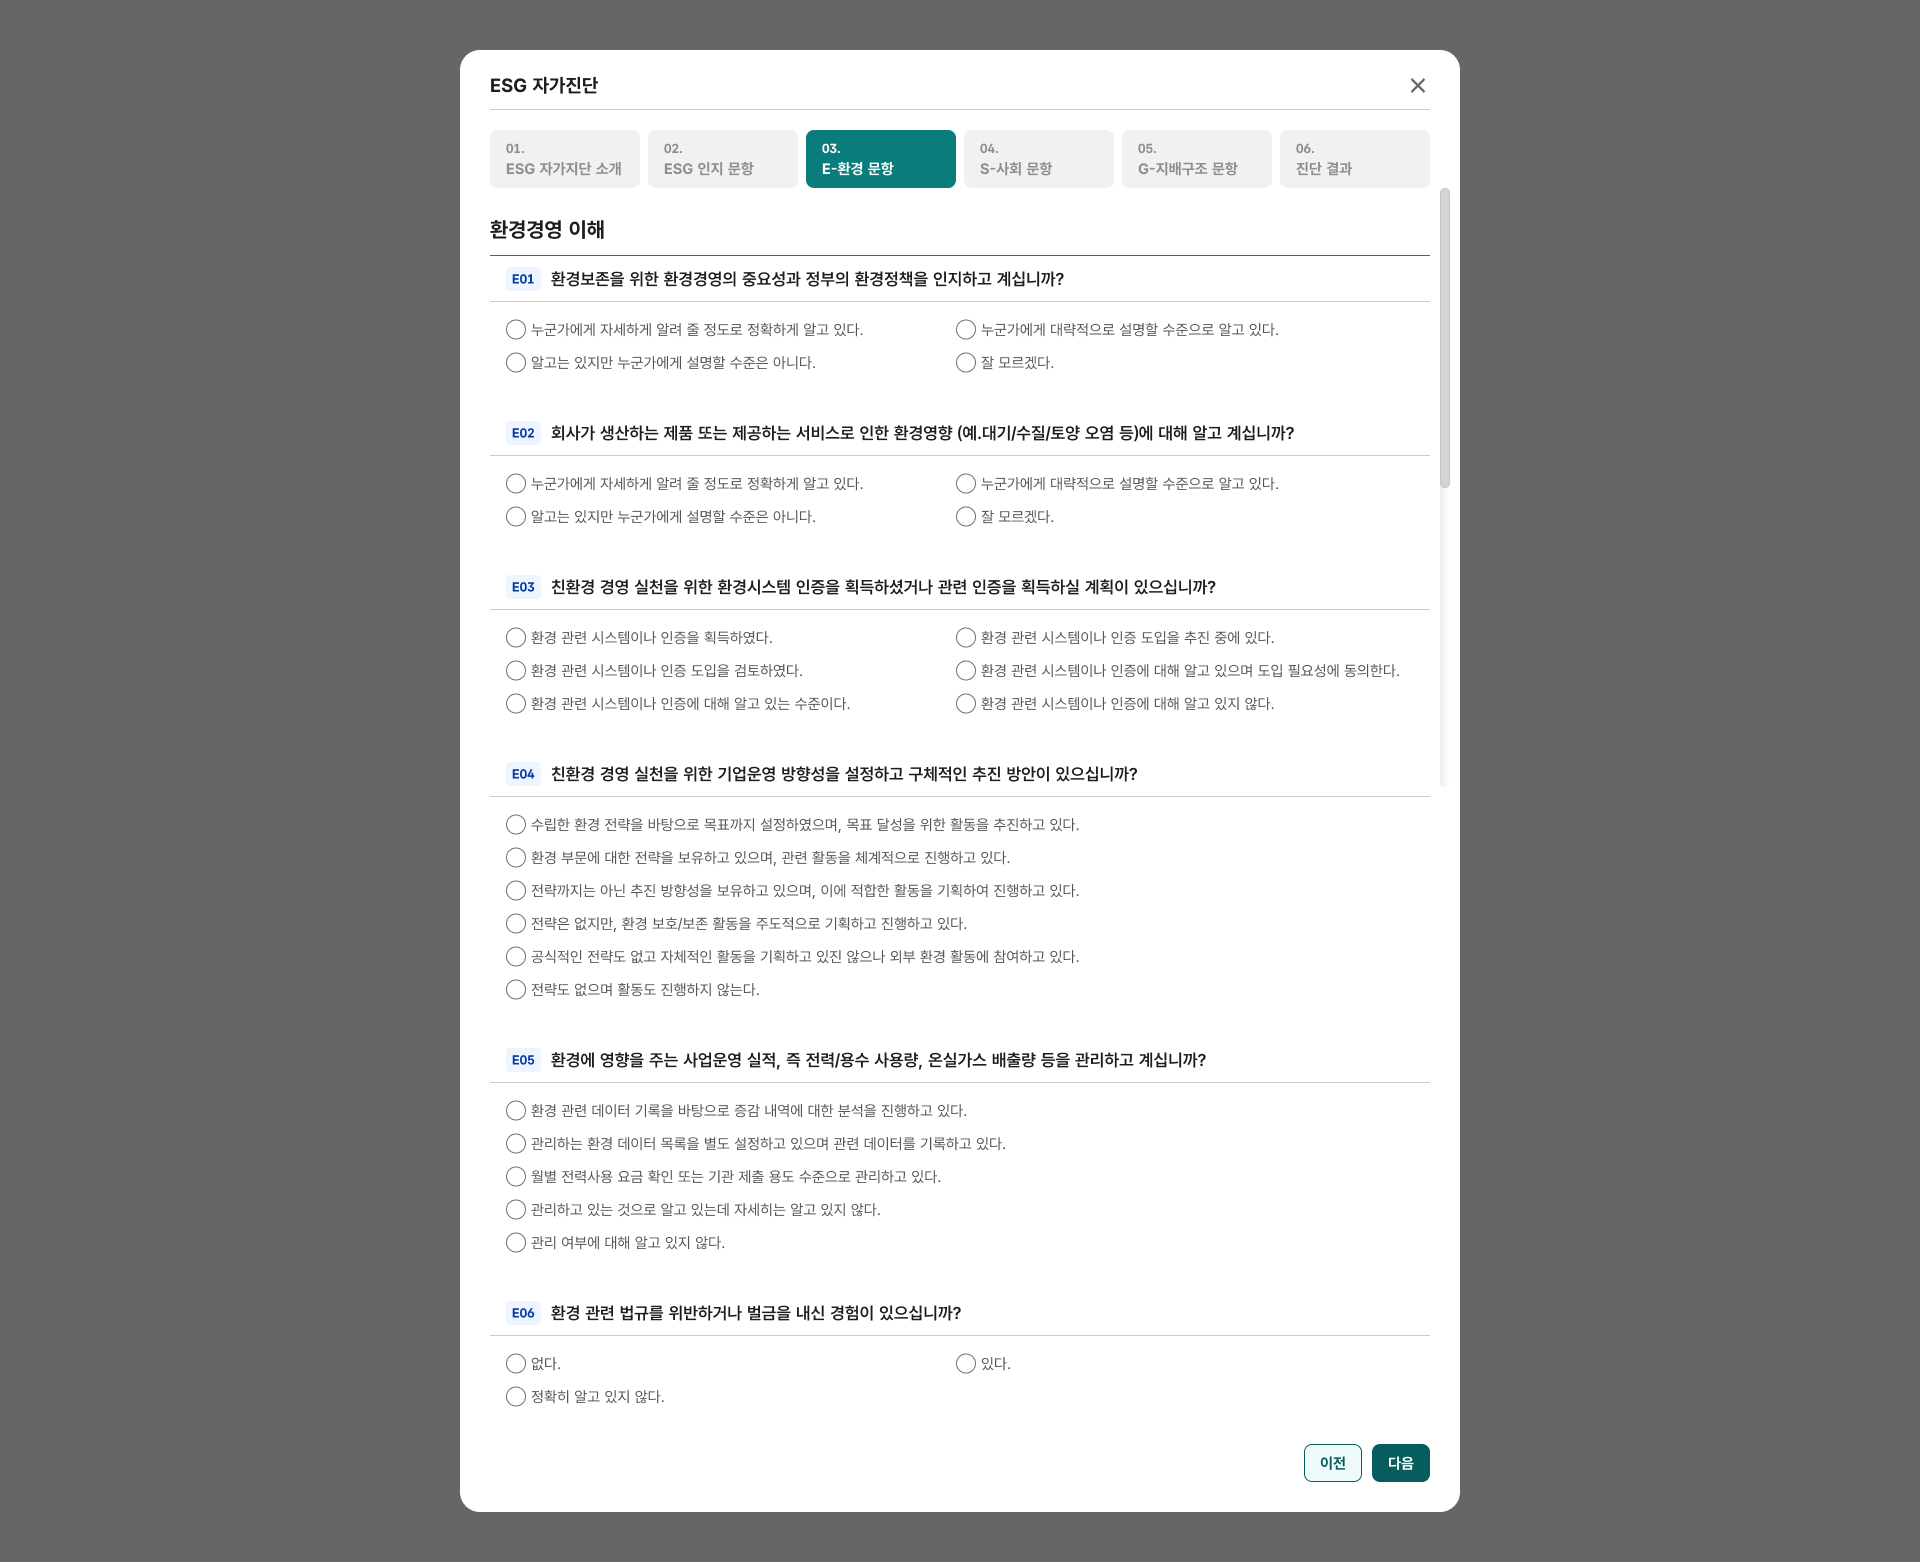 ESG 자가진단
01.
ESG 자가지단 소개
02.
ESG 인지 문항
03.
E-환경 문항
04.
S-사회 문항
05.
G-지배구조 문항
06.
진단 결과
환경경영 이해
E01 환경보존을 위한 환경경영의 중요성과 정부의 환경정책을 인지하고 계십니까?
누군가에게 자세하게 알려 줄 정도로 정확하게 알고 있다.
누군가에게 대략적으로 설명할 수준으로 알고 있다.
알고는 있지만 누군가에게 설명할 수준은 아니다.
잘 모르겠다.
E02 회사가 생산하는 제품 또는 제공하는 서비스로 인한 환경영향 (예.대기/수질/토양 오염 등)에 대해 알고 계십니까?
누군가에게 자세하게 알려 줄 정도로 정확하게 알고 있다.
누군가에게 대략적으로 설명할 수준으로 알고 있다.
알고는 있지만 누군가에게 설명할 수준은 아니다.
잘 모르겠다.
E03 친환경 경영 실천을 위한 환경시스템 인증을 획득하셨거나 관련 인증을 획득하실 계획이 있으십니까?
환경 관련 시스템이나 인증을 획득하였다.
환경 관련 시스템이나 인증 도입을 추진 중에 있다.
환경 관련 시스템이나 인증 도입을 검토하였다.
환경 관련 시스템이나 인증에 대해 알고 있으며 도입 필요성에 동의한다.
환경 관련 시스템이나 인증에 대해 알고 있는 수준이다.
환경 관련 시스템이나 인증에 대해 알고 있지 않다.
E04 친환경 경영 실천을 위한 기업운영 방향성을 설정하고 구체적인 추진 방안이 있으십니까?
수립한 환경 전략을 바탕으로 목표까지 설정하였으며, 목표 달성을 위한 활동을 추진하고 있다.
환경 부문에 대한 전략을 보유하고 있으며, 관련 활동을 체계적으로 진행하고 있다.
전략까지는 아닌 추진 방향성을 보유하고 있으며, 이에 적합한 활동을 기획하여 진행하고 있다.
전략은 없지만, 환경 보호/보존 활동을 주도적으로 기획하고 진행하고 있다.
공식적인 전략도 없고 자체적인 활동을 기획하고 있진 않으나 외부 환경 활동에 참여하고 있다.
전략도 없으며 활동도 진행하지 않는다.
E05 환경에 영향을 주는 사업운영 실적, 즉 전력/용수 사용량, 온실가스 배출량 등을 관리하고 계십니까?
환경 관련 데이터 기록을 바탕으로 증감 내역에 대한 분석을 진행하고 있다.
관리하는 환경 데이터 목록을 별도 설정하고 있으며 관련 데이터를 기록하고 있다.
월별 전력사용 요금 확인 또는 기관 제출 용도 수준으로 관리하고 있다.
관리하고 있는 것으로 알고 있는데 자세히는 알고 있지 않다.
관리 여부에 대해 알고 있지 않다.
E06 환경 관련 법규를 위반하거나 벌금을 내신 경험이 있으십니까?
없다.
있다.
정확히 알고 있지 않다.
이전
다음